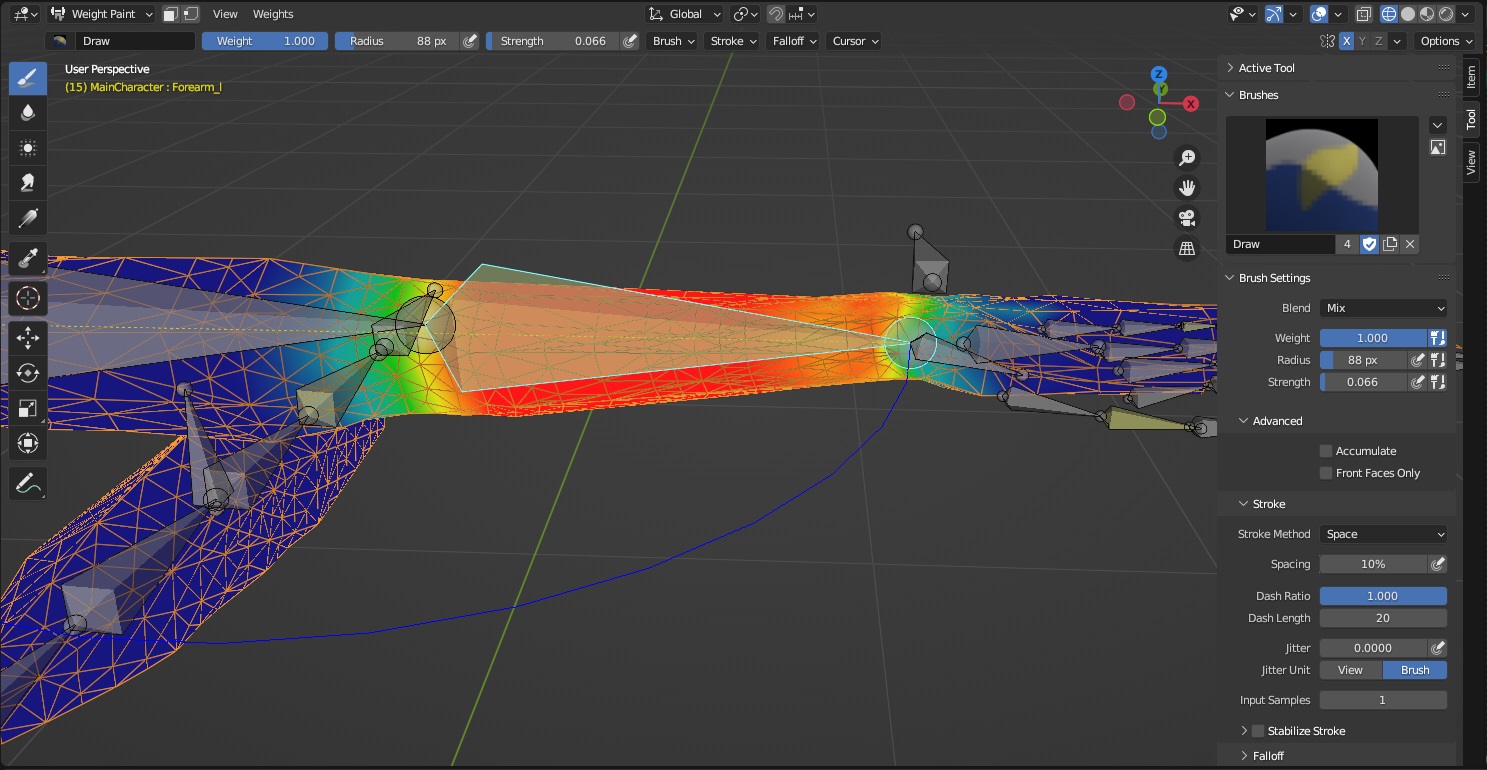 Weight Paint View Weights Global
Draw Weight 1.000 Radius 88 px Strength 0.066 Brush Stroke Falloff Cursor X Y Z Options
User Perspective
(15) MainCharacter : Forearm_l
Z
Y
X
Active Tool
Brushes
Draw 4
Brush Settings
Blend Mix
Weight 1.000
Radius 88 px
Strength 0.066
Advanced
Accumulate
Front Faces Only
Stroke
Stroke Method Space
Spacing 10%
Dash Ratio 1.000
Dash Length 20
Jitter 0.0000
Jitter Unit View Brush
Input Samples 1
Stabilize Stroke
Falloff
Item
Tool
View